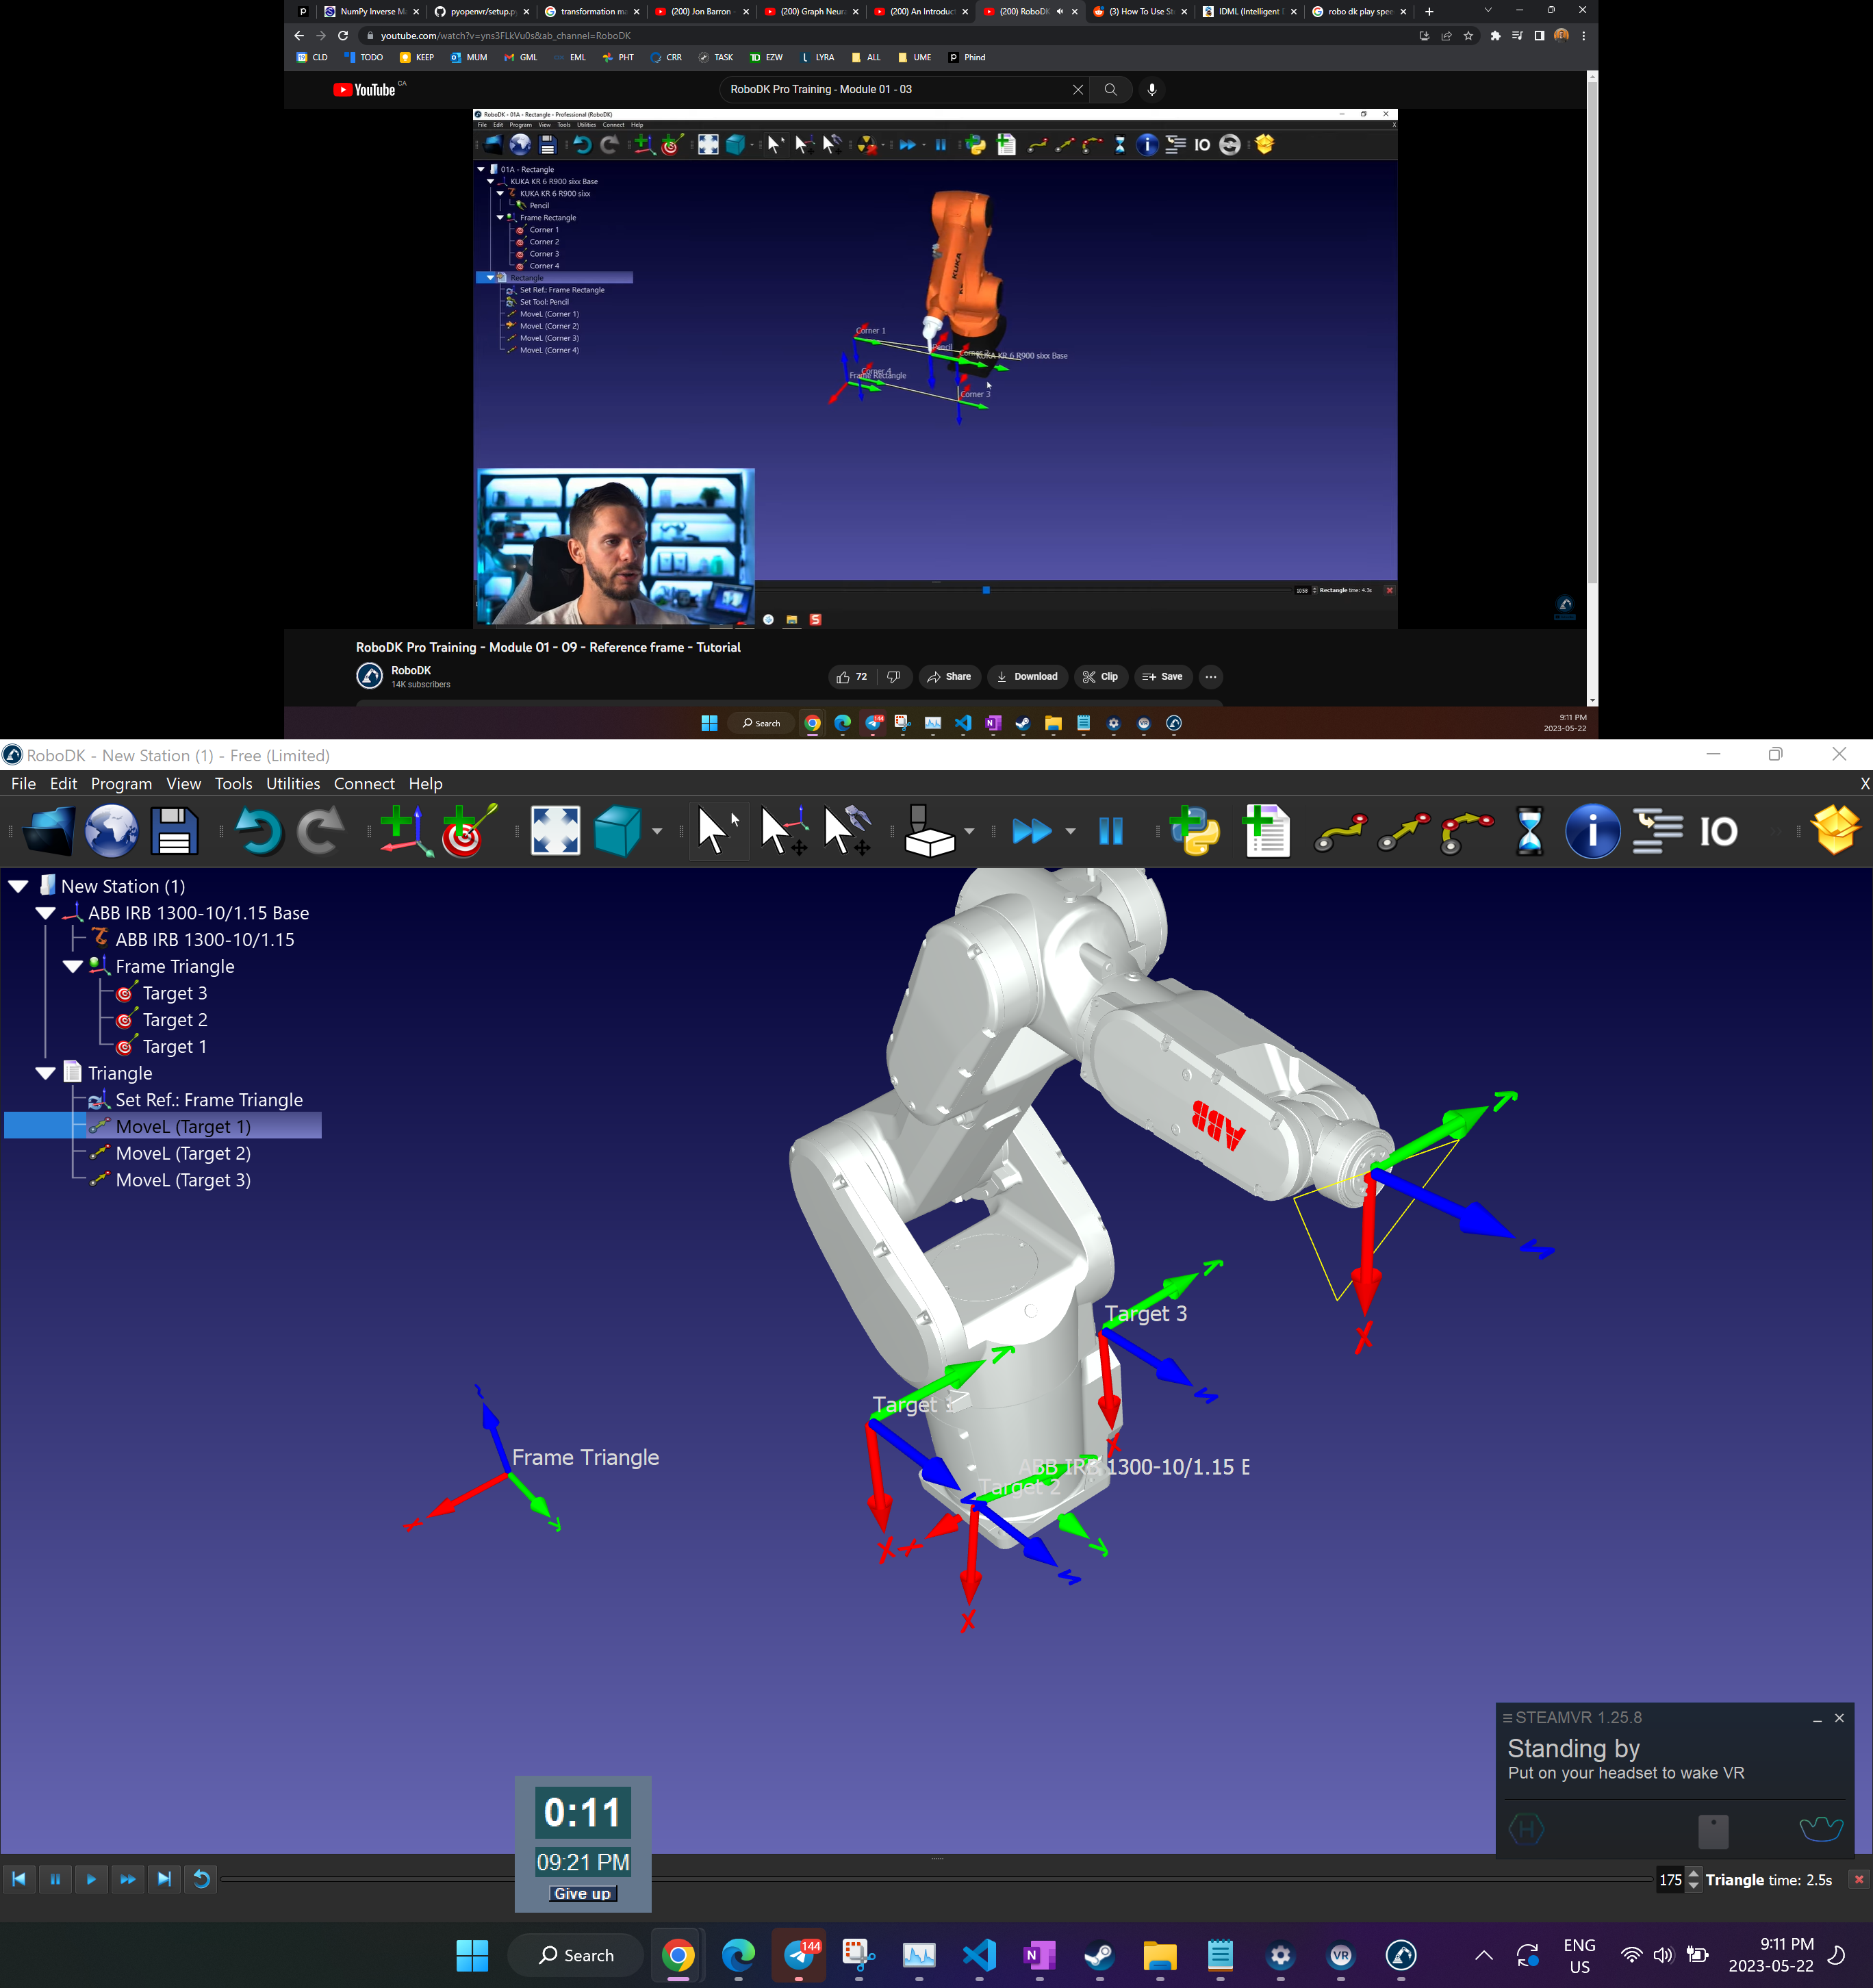 NumPy Inverse M
pyopenvr/setup.p
transformation m
(200) Jon Barron -
(200) Graph Neura
(200) An Introduct
(200) RoboDK
(3) How To Use St
IDML (Intelligent
robo dk play spee
youtube.com/watch?v=yns3FLkVu0s&ab_channel=RoboDK
CLD TODO KEEP MUM GML EML PHT CRR TASK EZW LYRA ALL UME Phind
YouTube CA
RoboDK Pro Training - Module 01 - 03
RoboDK - 01A - Rectangle - Professional (RoboDK)
File Edit Program View Tools Utilities Connect Help
IO
01A - Rectangle
KUKA KR 6 R900 sixx Base
KUKA KR 6 R900 sixx
Pencil
Frame Rectangle
Corner 1
Corner 2
Corner 3
Corner 4
Rectangle
Set Ref.: Frame Rectangle
Set Tool: Pencil
MoveL (Corner 1)
MoveL (Corner 2)
MoveL (Corner 3)
MoveL (Corner 4)
KUKA
Corner 1
Pencil
Corner 2
KUKA KR 6 R900 sixx Base
Corner 4
Frame Rectangle
Corner 3
1038 Rectangle time: 4.3s
RoboDK Pro Training - Module 01 - 09 - Reference frame - Tutorial
RoboDK
14K subscribers
72 Share Download Clip Save
Search
144
9:11 PM
2023-05-22
RoboDK - New Station (1) - Free (Limited)
File Edit Program View Tools Utilities Connect Help
IO
New Station (1)
ABB IRB 1300-10/1.15 Base
ABB IRB 1300-10/1.15
Frame Triangle
Target 3
Target 2
Target 1
Triangle
Set Ref.: Frame Triangle
MoveL (Target 1)
MoveL (Target 2)
MoveL (Target 3)
ABB
X
Target 3
Target 1
Frame Triangle
ABB IRB 1300-10/1.15 B
Target 2
X
X
X
STEAMVR 1.25.8
Standing by
Put on your headset to wake VR
0:11
09:21 PM
Give up
175 Triangle time: 2.5s
Search
144
ENG
US
9:11 PM
2023-05-22